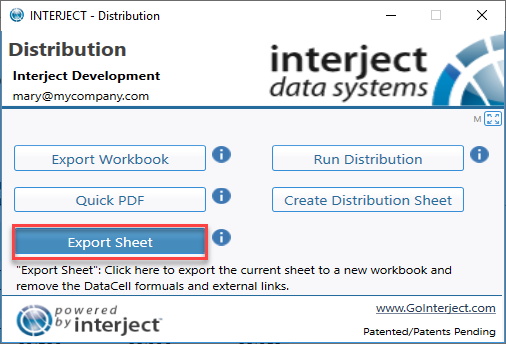 INTERJECT - Distribution
Distribution
Interject Development
mary@mycompany.com
interject
data systems
M
Export Workbook
Run Distribution
Quick PDF
Create Distribution Sheet
Export Sheet
"Export Sheet": Click here to export the current sheet to a new workbook and
remove the DataCell formuals and external links.
powered
by interject
www.GoInterject.com
Patented/Patents Pending